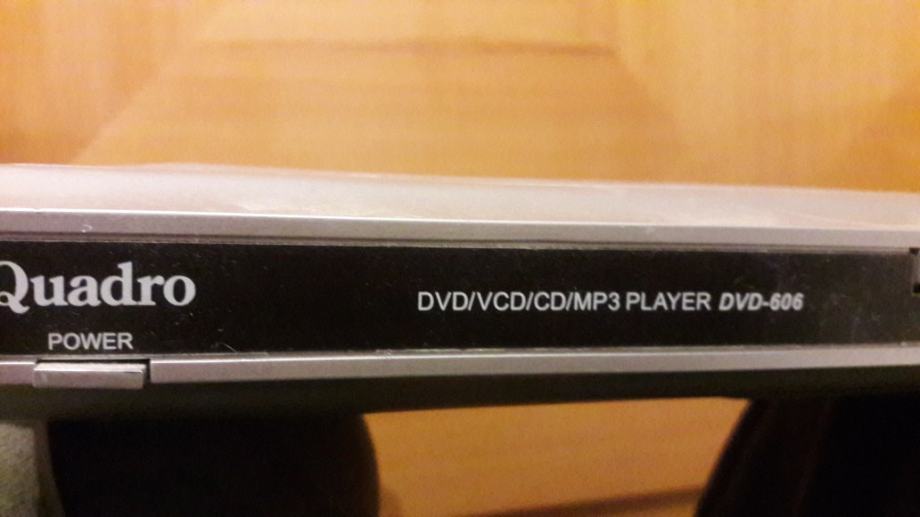 Quadro
DVD/VCD/CD/MP3 PLAYER DVD-606
POWER